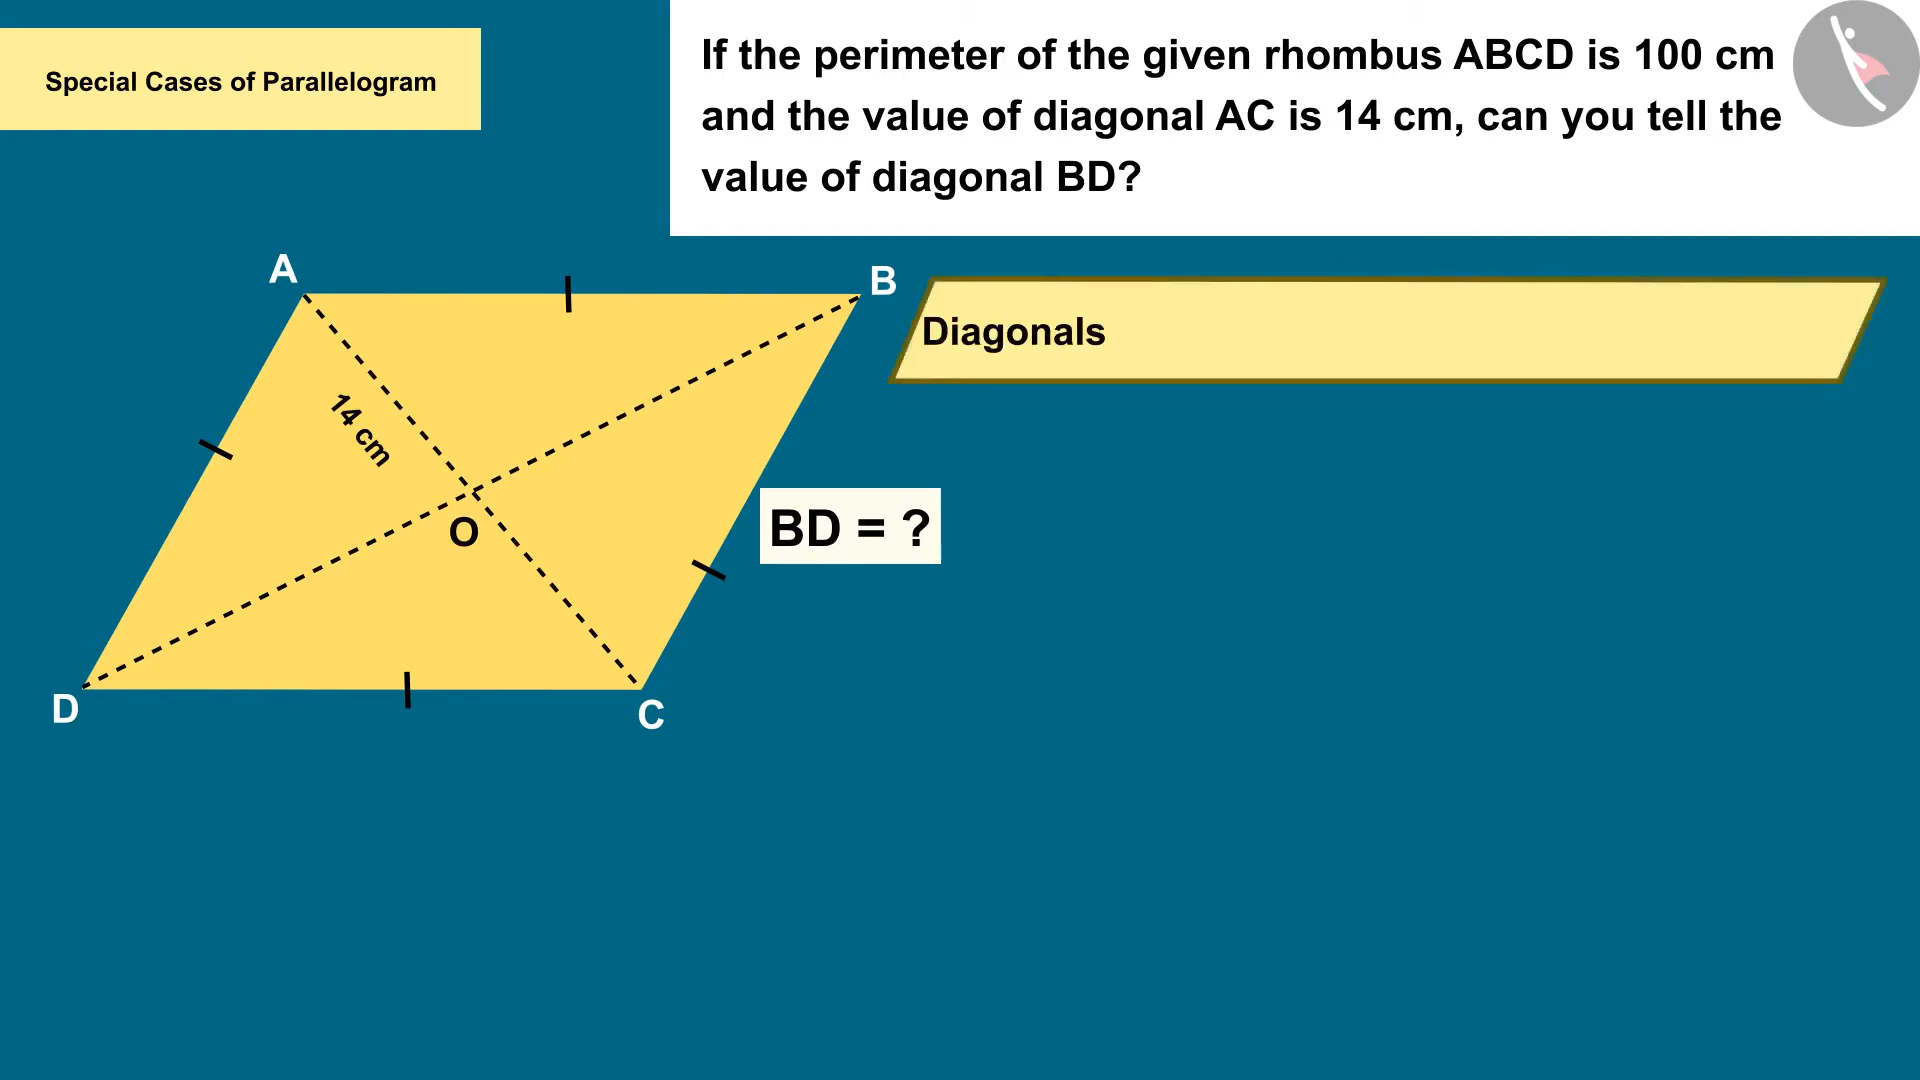 Special Cases of Parallelogram
If the perimeter of the given rhombus ABCD is 100 cm
and the value of diagonal AC is 14 cm, can you tell the
value of diagonal BD?
A
B
Diagonals
14 cm
O
BD = ?
D
C